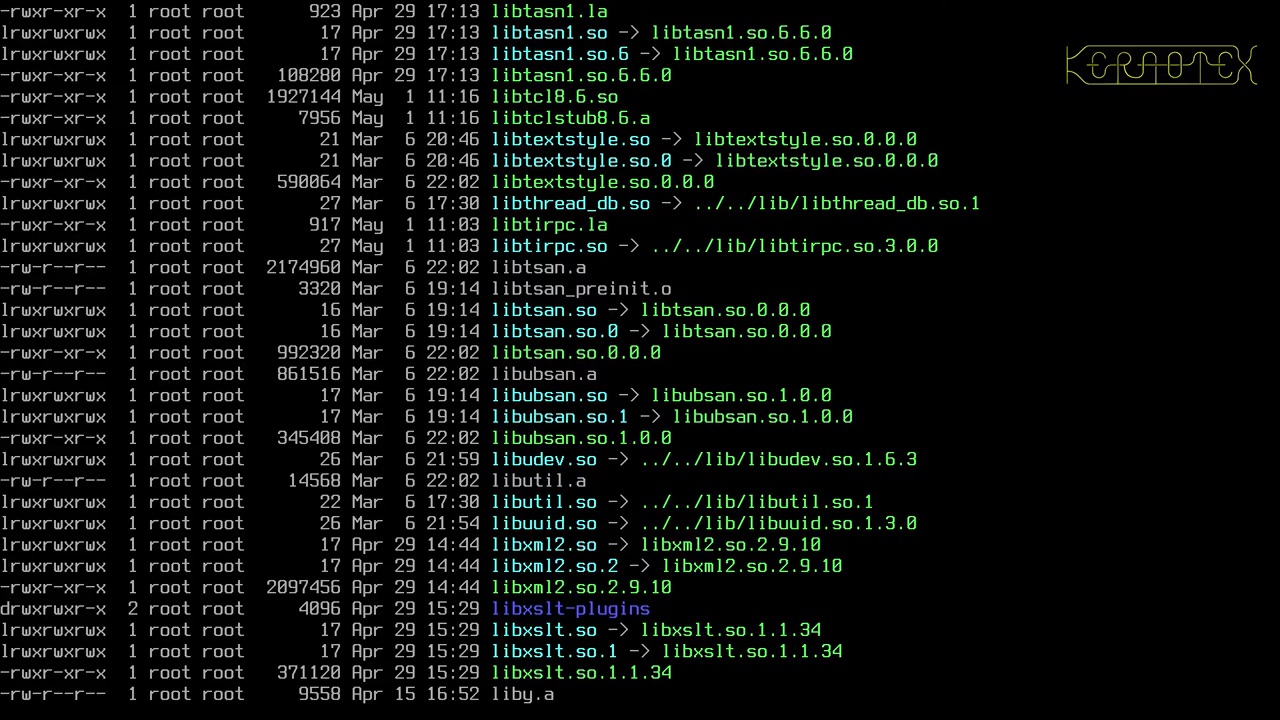 -rwxr-xr-x  1 root root      923 Apr 29 17:13 libtasn1.la
lrwxrwxrwx  1 root root       17 Apr 29 17:13 libtasn1.so -> libtasn1.so.6.6.0
lrwxrwxrwx  1 root root       17 Apr 29 17:13 libtasn1.so.6 -> libtasn1.so.6.6.0
-rwxr-xr-x  1 root root   108280 Apr 29 17:13 libtasn1.so.6.6.0
-rwxr-xr-x  1 root root  1927144 May  1 11:16 libtcl8.6.so
-rwxr-xr-x  1 root root     7956 May  1 11:16 libtclstub8.6.a
lrwxrwxrwx  1 root root       21 Mar  6 20:46 libtextstyle.so -> libtextstyle.so.0.0.0
lrwxrwxrwx  1 root root       21 Mar  6 20:46 libtextstyle.so.0 -> libtextstyle.so.0.0.0
-rwxr-xr-x  1 root root   590064 Mar  6 22:02 libtextstyle.so.0.0.0
lrwxrwxrwx  1 root root       27 Mar  6 17:30 libthread_db.so -> ../../lib/libthread_db.so.1
-rwxr-xr-x  1 root root      917 May  1 11:03 libtirpc.la
lrwxrwxrwx  1 root root       27 May  1 11:03 libtirpc.so -> ../../lib/libtirpc.so.3.0.0
-rw-r--r--  1 root root  2174960 Mar  6 22:02 libtsan.a
-rw-r--r--  1 root root     3320 Mar  6 19:14 libtsan_preinit.o
lrwxrwxrwx  1 root root       16 Mar  6 19:14 libtsan.so -> libtsan.so.0.0.0
lrwxrwxrwx  1 root root       16 Mar  6 19:14 libtsan.so.0 -> libtsan.so.0.0.0
-rwxr-xr-x  1 root root   992320 Mar  6 22:02 libtsan.so.0.0.0
-rw-r--r--  1 root root   861516 Mar  6 22:02 libubsan.a
lrwxrwxrwx  1 root root       17 Mar  6 19:14 libubsan.so -> libubsan.so.1.0.0
lrwxrwxrwx  1 root root       17 Mar  6 19:14 libubsan.so.1 -> libubsan.so.1.0.0
-rwxr-xr-x  1 root root   345408 Mar  6 22:02 libubsan.so.1.0.0
lrwxrwxrwx  1 root root       26 Mar  6 21:59 libudev.so -> ../../lib/libudev.so.1.6.3
-rw-r--r--  1 root root    14568 Mar  6 22:02 libutil.a
lrwxrwxrwx  1 root root       22 Mar  6 17:30 libutil.so -> ../../lib/libutil.so.1
lrwxrwxrwx  1 root root       26 Mar  6 21:54 libuuid.so -> ../../lib/libuuid.so.1.3.0
lrwxrwxrwx  1 root root       17 Apr 29 14:44 libxml2.so -> libxml2.so.2.9.10
lrwxrwxrwx  1 root root       17 Apr 29 14:44 libxml2.so.2 -> libxml2.so.2.9.10
-rwxr-xr-x  1 root root  2097456 Apr 29 14:44 libxml2.so.2.9.10
drwxrwxr-x  2 root root     4096 Apr 29 15:29 libxslt-plugins
lrwxrwxrwx  1 root root       17 Apr 29 15:29 libxslt.so -> libxslt.so.1.1.34
lrwxrwxrwx  1 root root       17 Apr 29 15:29 libxslt.so.1 -> libxslt.so.1.1.34
-rwxr-xr-x  1 root root   371120 Apr 29 15:29 libxslt.so.1.1.34
-rw-r--r--  1 root root     9558 Apr 15 16:52 liby.a